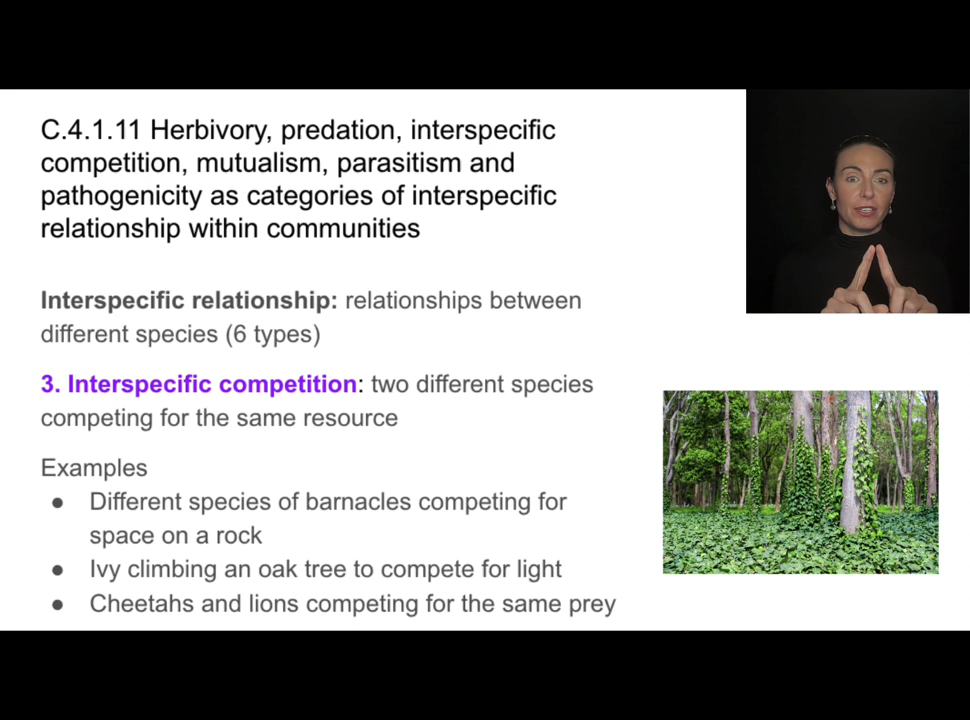 C.4.1.11 Herbivory, predation, interspecific
competition, mutualism, parasitism and
pathogenicity as categories of interspecific
relationship within communities
Interspecific relationship: relationships between
different species (6 types)
3. Interspecific competition: two different species
competing for the same resource
Examples
● Different species of barnacles competing for
space on a rock
● Ivy climbing an oak tree to compete for light
● Cheetahs and lions competing for the same prey